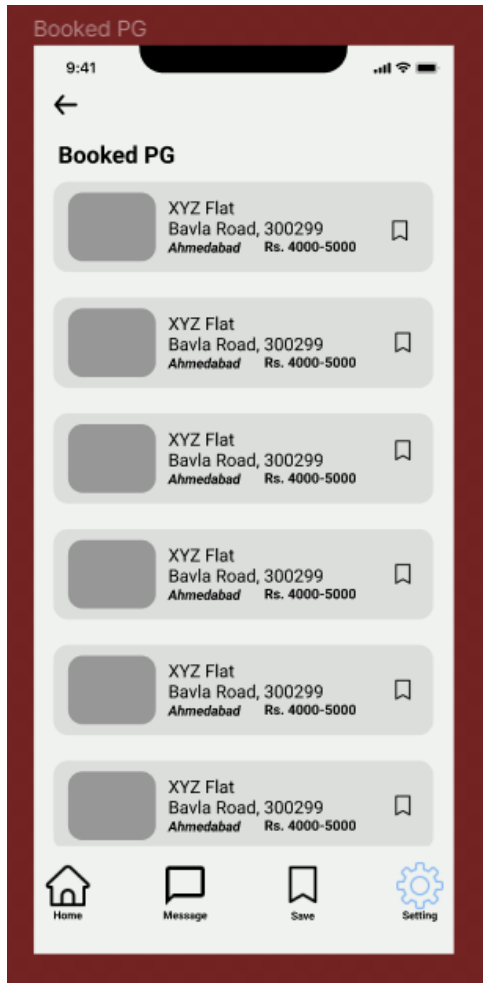 Booked PG
9:41
Booked PG
XYZ Flat
Bavla Road, 300299
Ahmedabad Rs. 4000-5000
XYZ Flat
Bavla Road, 300299
Ahmedabad Rs. 4000-5000
XYZ Flat
Bavla Road, 300299
Ahmedabad Rs. 4000-5000
XYZ Flat
Bavla Road, 300299
Ahmedabad Rs. 4000-5000
XYZ Flat
Bavla Road, 300299
Ahmedabad Rs. 4000-5000
XYZ Flat
Bavla Road, 300299
Ahmedabad Rs. 4000-5000
Home Message Save Setting